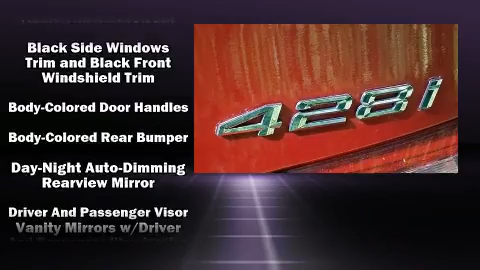 Black Side Windows
Trim and Black Front
Windshield Trim
Body-Colored Door Handles
Body-Colored Rear Bumper
Day-Night Auto-Dimming
Rearview Mirror
Driver And Passenger Visor
Vanity Mirrors w/Driver
428i